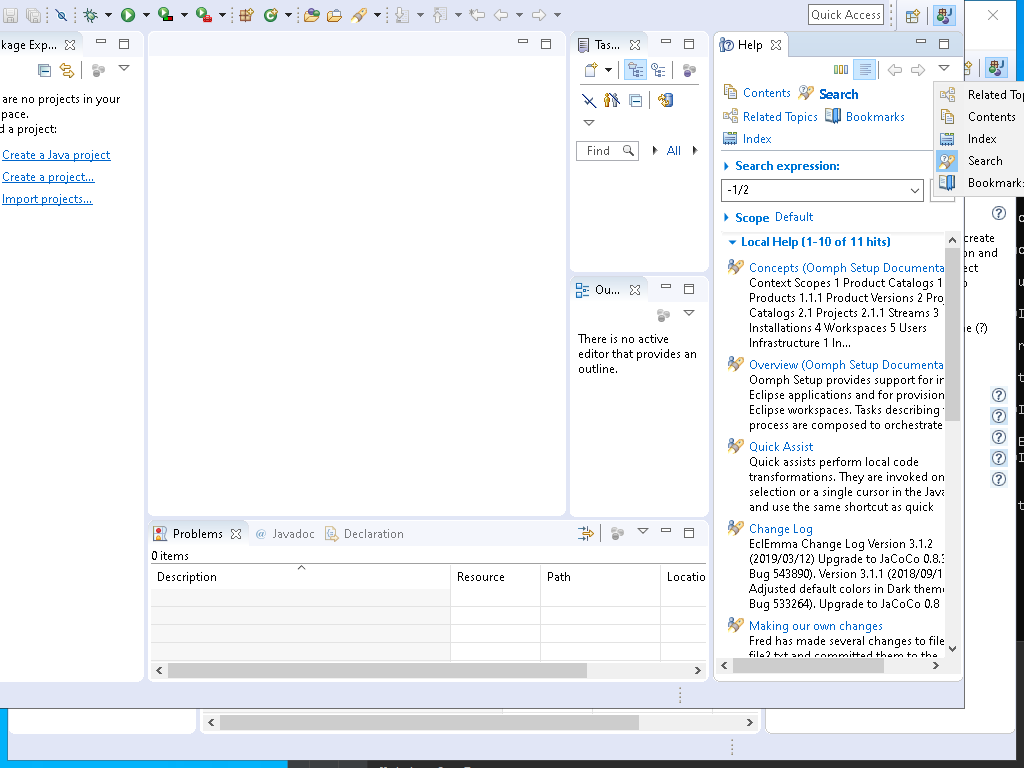 Quick Access
kage Exp...
Tas...
Help
Contents
Search
Related Topics
Bookmarks
Index
Related Top
Contents
Index
Search
Bookmarks
are no projects in your
pace.
d a project:
Create a Java project
Create a project...
Import projects...
Find
All
Search expression:
-1/2
Scope Default
Local Help (1-10 of 11 hits)
Concepts (Oomph Setup Documenta
Context Scopes 1 Product Catalogs 1
Products 1.1.1 Product Versions 2 Proj
Catalogs 2.1 Projects 2.1.1 Streams 3
Installations 4 Workspaces 5 Users
Infrastructure 1 In...
Overview (Oomph Setup Documenta
Oomph Setup provides support for in
Eclipse applications and for provision
Eclipse workspaces. Tasks describing
process are composed to orchestrate
Quick Assist
Quick assists perform local code
transformations. They are invoked on
selection or a single cursor in the Java
and use the same shortcut as quick
Change Log
EclEmma Change Log Version 3.1.2
(2019/03/12) Upgrade to JaCoCo 0.8.3
Bug 543890). Version 3.1.1 (2018/09/1
Adjusted default colors in Dark theme
Bug 533264). Upgrade to JaCoCo 0.8
Making our own changes
Fred has made several changes to file
file2.txt and committed them to the
create
on and
ect
e (?)
Ou...
There is no active
editor that provides an
outline.
Problems
Javadoc
Declaration
0 items
Description
Resource
Path
Locatio